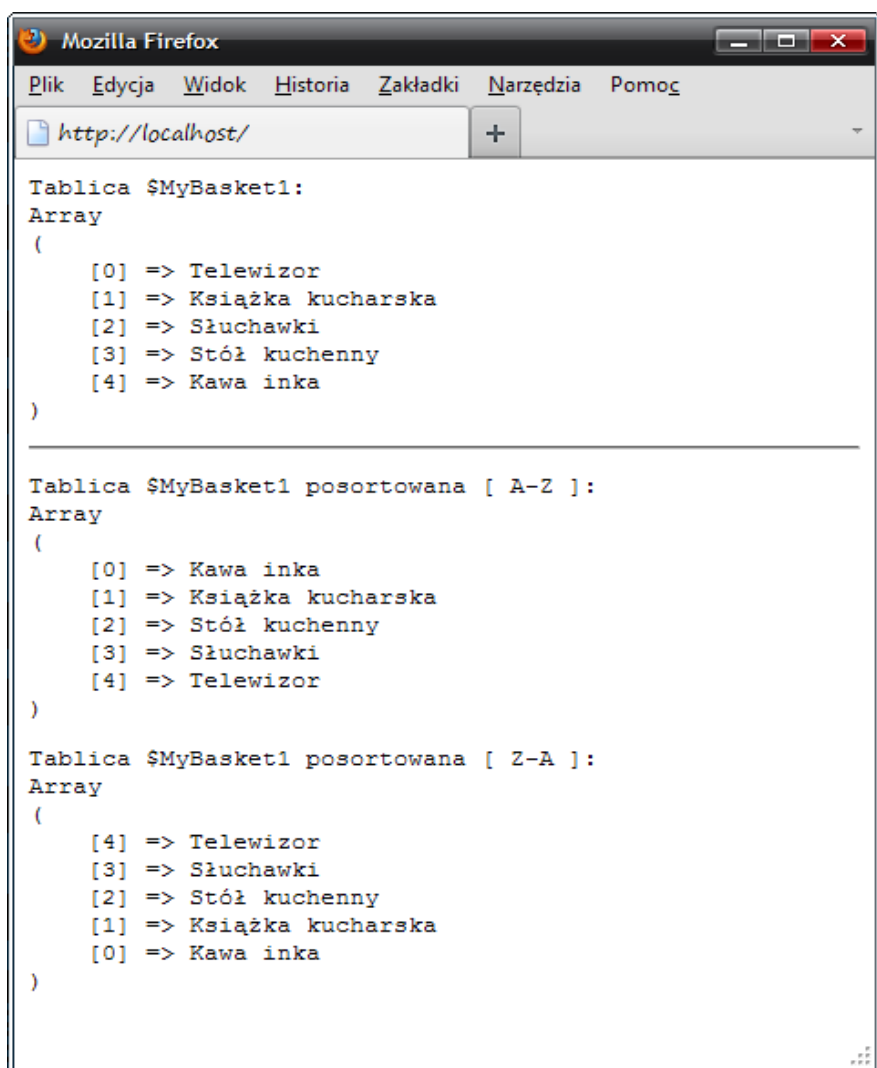 Mozilla Firefox
Plik Edycja Widok Historia Zakładki Narzędzia Pomoc
http://localhost/
Tablica $MyBasket1:
Array
(
[0] => Telewizor
[1] => Książka kucharska
[2] => Słuchawki
[3] => Stół kuchenny
[4] => Kawa inka
)
Tablica $MyBasket1 posortowana [ A-Z ]:
Array
(
[0] => Kawa inka
[1] => Książka kucharska
[2] => Stół kuchenny
[3] => Słuchawki
[4] => Telewizor
)
Tablica $MyBasket1 posortowana [ Z-A ]:
Array
(
[4] => Telewizor
[3] => Słuchawki
[2] => Stół kuchenny
[1] => Książka kucharska
[0] => Kawa inka
)